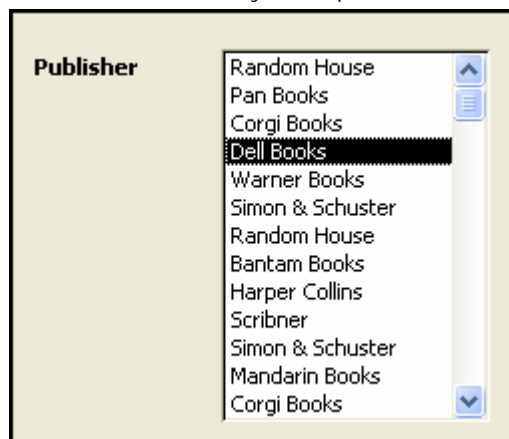 Publisher
Random House
Pan Books
Corgi Books
Dell Books
Warner Books
Simon & Schuster
Random House
Bantam Books
Harper Collins
Scribner
Simon & Schuster
Mandarin Books
Corgi Books